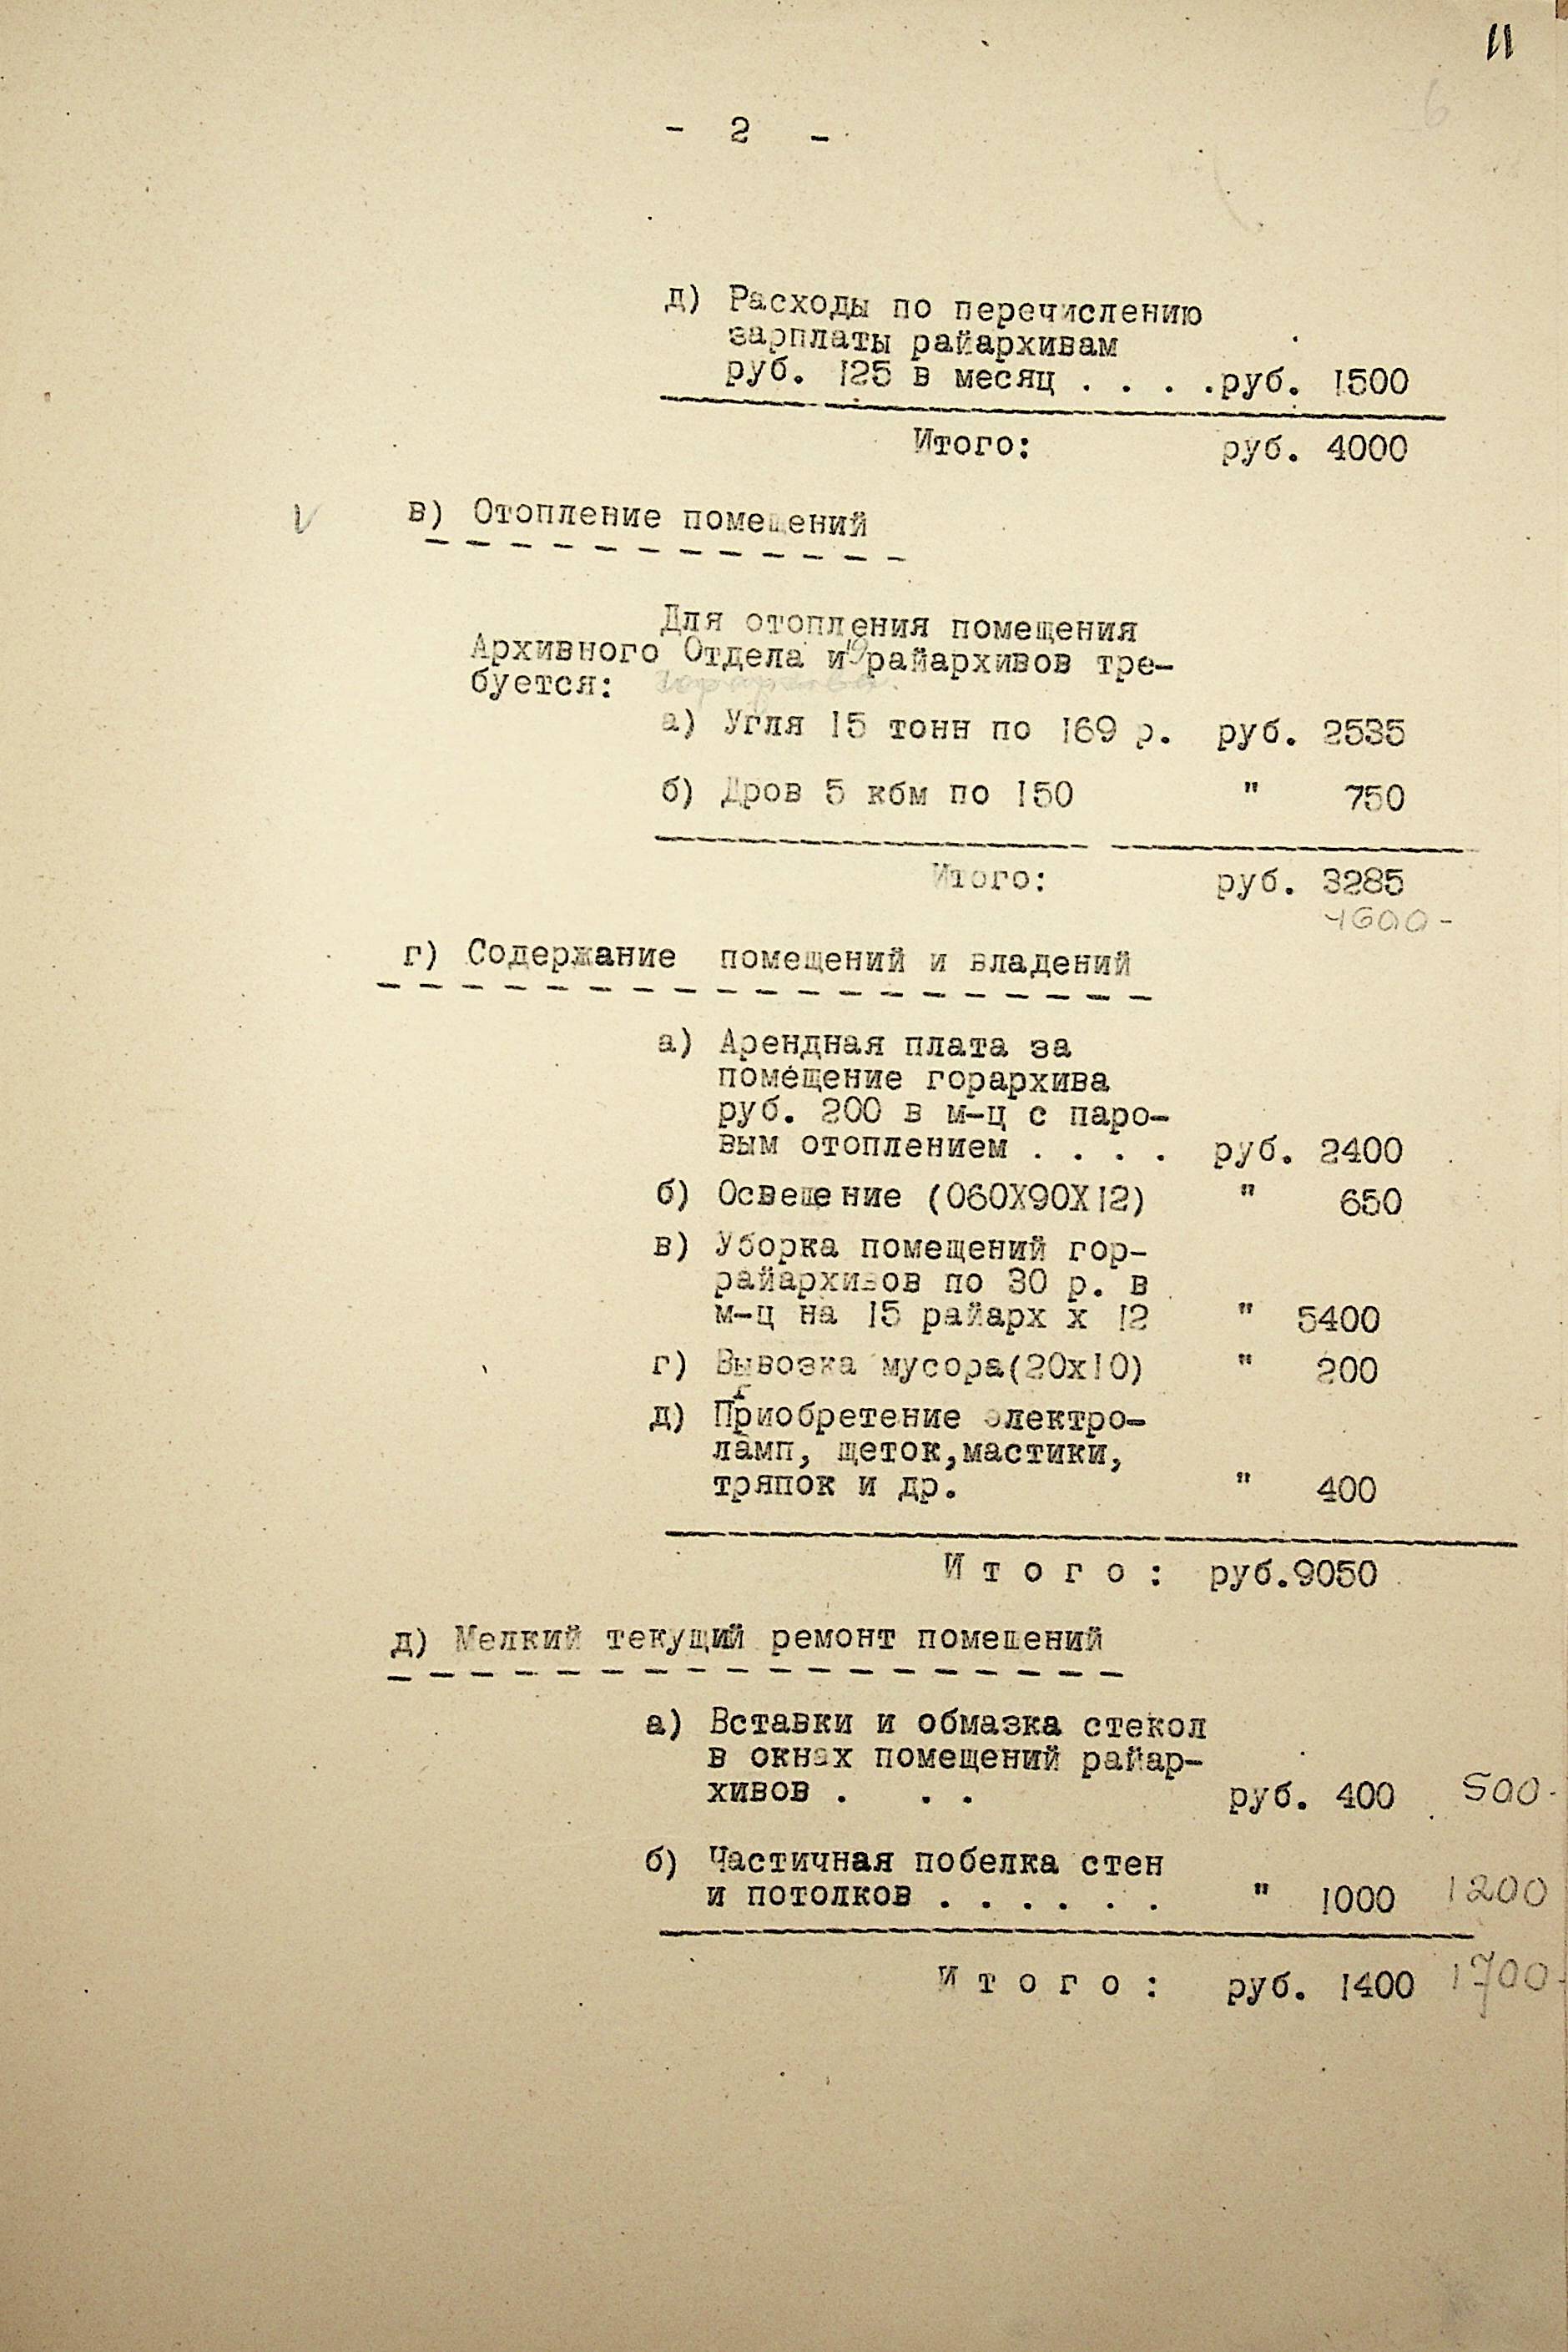 11
6
- 2 -
д) Расходы по перечислению
зарплаты райархивам
руб. 125 в месяц . . . .руб. 1500
Итого: руб. 4000
в) Отопление помещений
Для отопления помещения
Архивного Отдела и райархивов тре-
буется:
а) Угля 15 тонн по 169 р. руб. 2535
б) Дров 5 кбм по 150 " 750
Итого: руб. 3285
4600-
г) Содержание помещений и владений
а) Арендная плата за
помещение горархива
руб. 200 в м-ц с паро-
вым отоплением . . . . руб. 2400
б) Освеще ние (060Х90Х12) " 650
в) Уборка помещений гор-
райархивов по 30 р. в
м-ц на 15 райарх х 12 " 5400
г) Вывозка мусора(20х10) " 200
д) Приобретение электро-
ламп, щеток,мастики,
тряпок и др. " 400
И т о г о : руб.9050
д) Мелкий текущий ремонт помещений
а) Вставки и обмазка стекол
в окнах помещений райар-
хивов . . . руб. 400 500-
б) Частичная побелка стен
и потолков . . . . . . " 1000 1200
И т о г о : руб. 1400 1700-